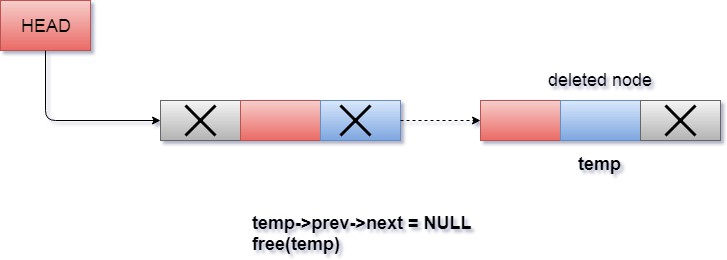 HEAD
deleted node
temp
temp->prev->next = NULL
free(temp)